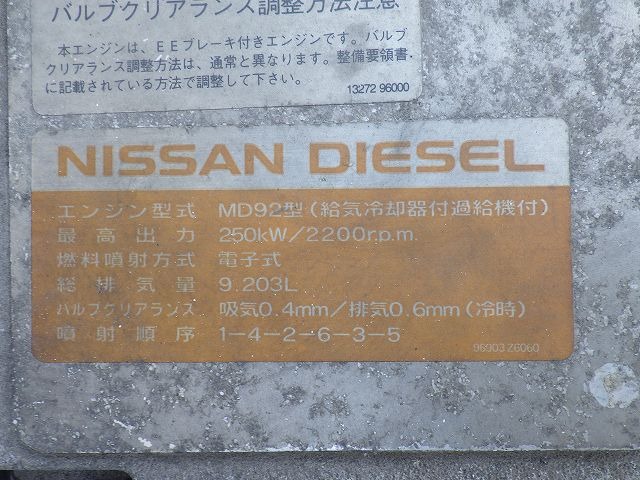 バルブクリアランス調整方法注意
本エンジンは、EEブレーキ付きエンジンです。バルブ
クリアランス調整方法は、通常と異なります。整備要領書
に記載されている方法で調整して下さい。
13272 96000
NISSAN DIESEL
エンジン型式 MD92型(給気冷却器付過給機付)
最高出力 250kW/2200r.p.m.
燃料噴射方式 電子式
総排気量 9.203L
バルブクリアランス 吸気0.4mm/排気0.6mm(冷時)
噴射順序 1-4-2-6-3-5
96903 Z6060